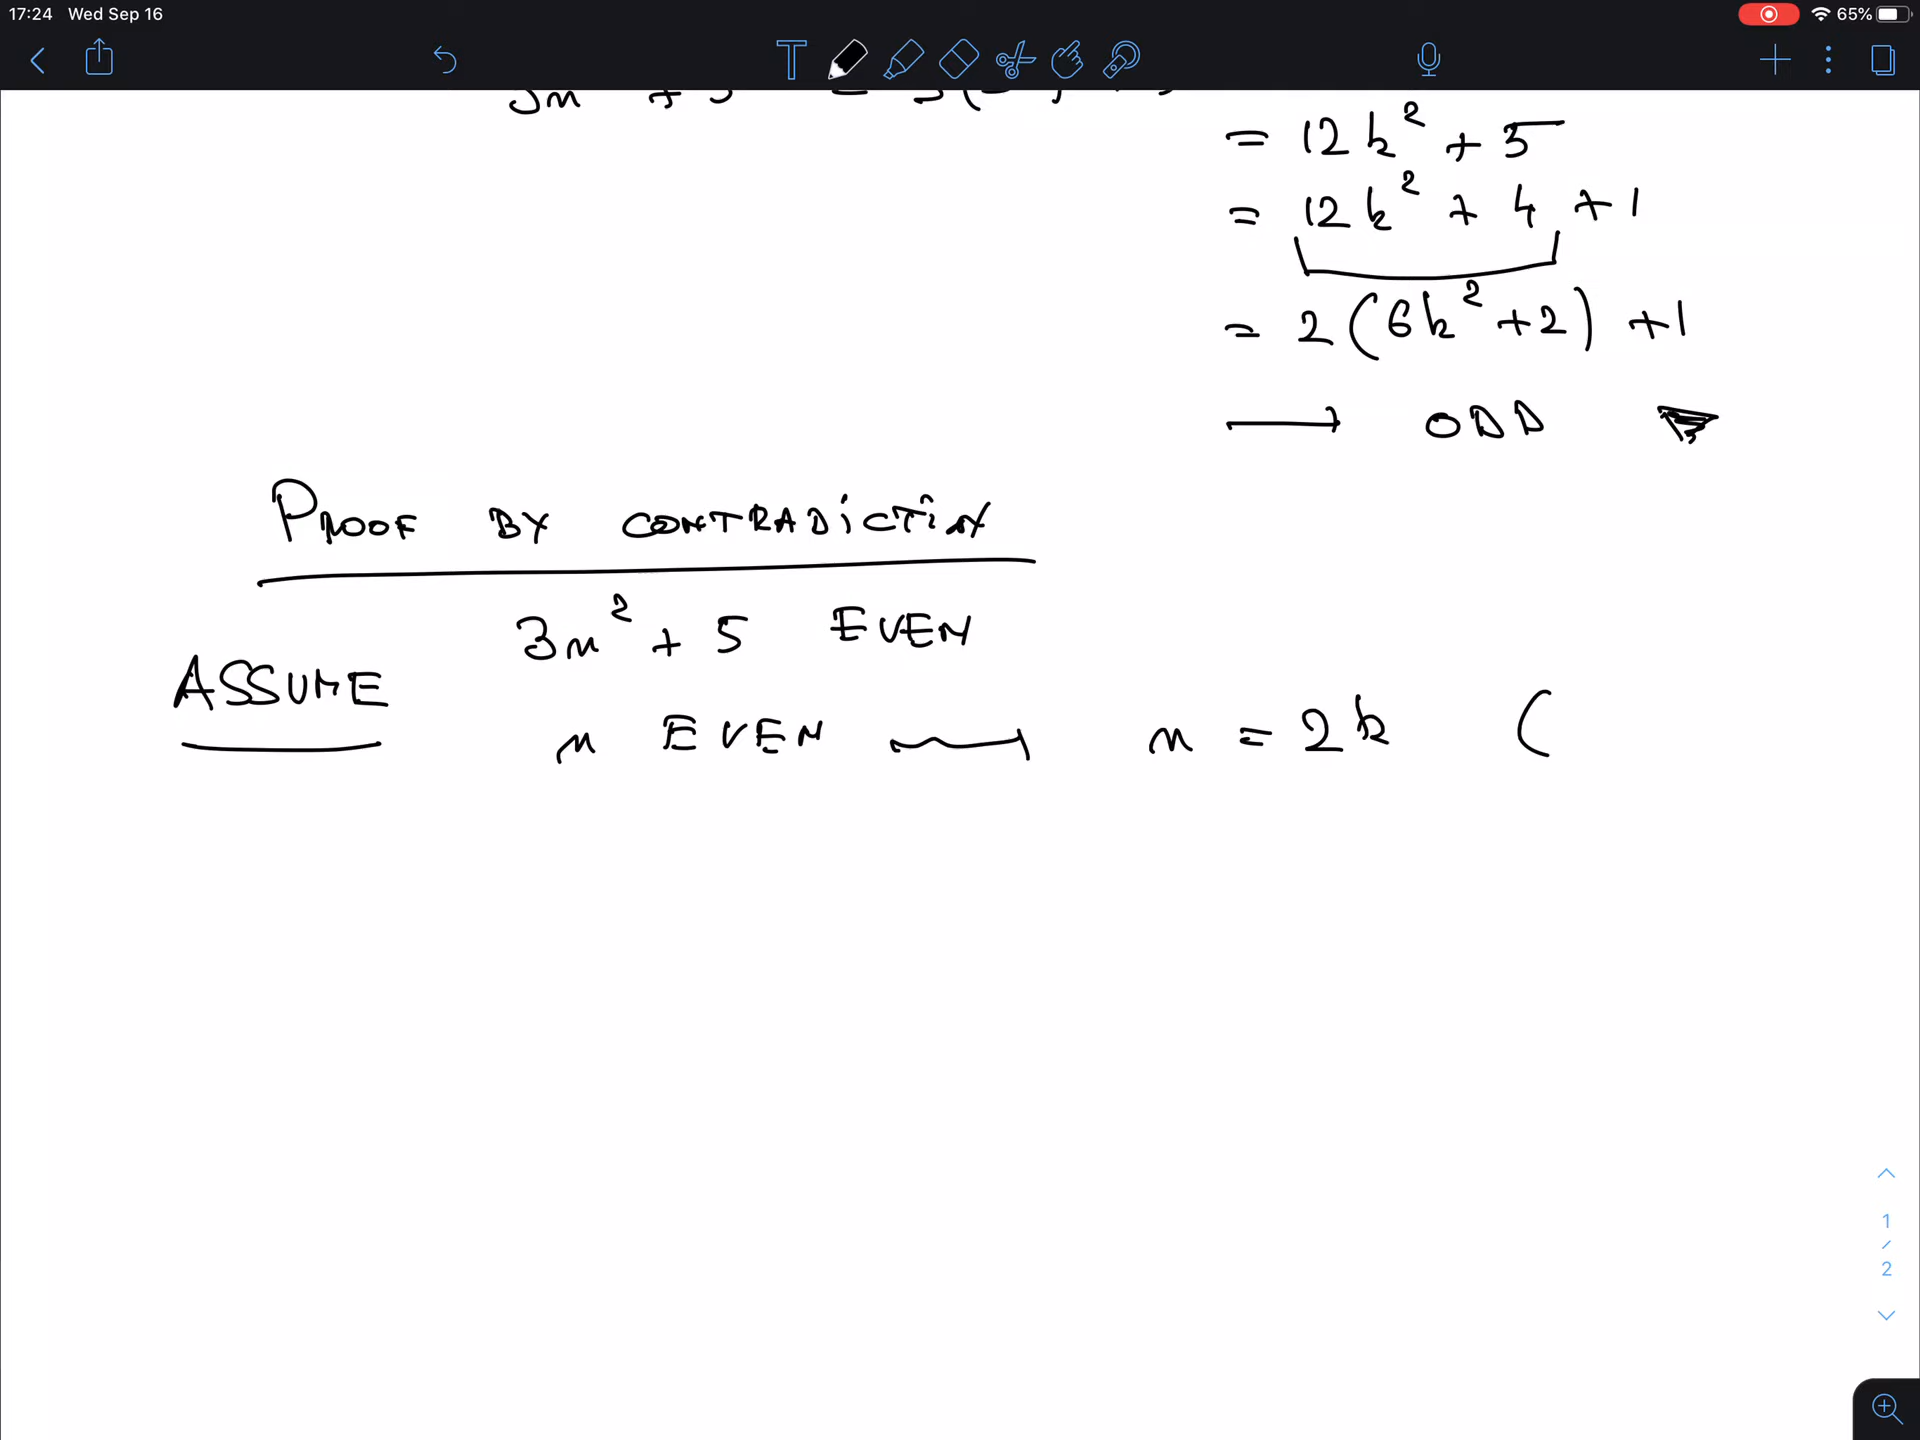 17:24 Wed Sep 16 65%
T
= 12k² + 5
= 12k² + 4 + 1
= 2(6k² + 2) + 1
→ ODD
PROOF BY CONTRADiCTiN
3n² + 5 EVEN
ASSUME
n EVEN → n = 2k (
1
/
2